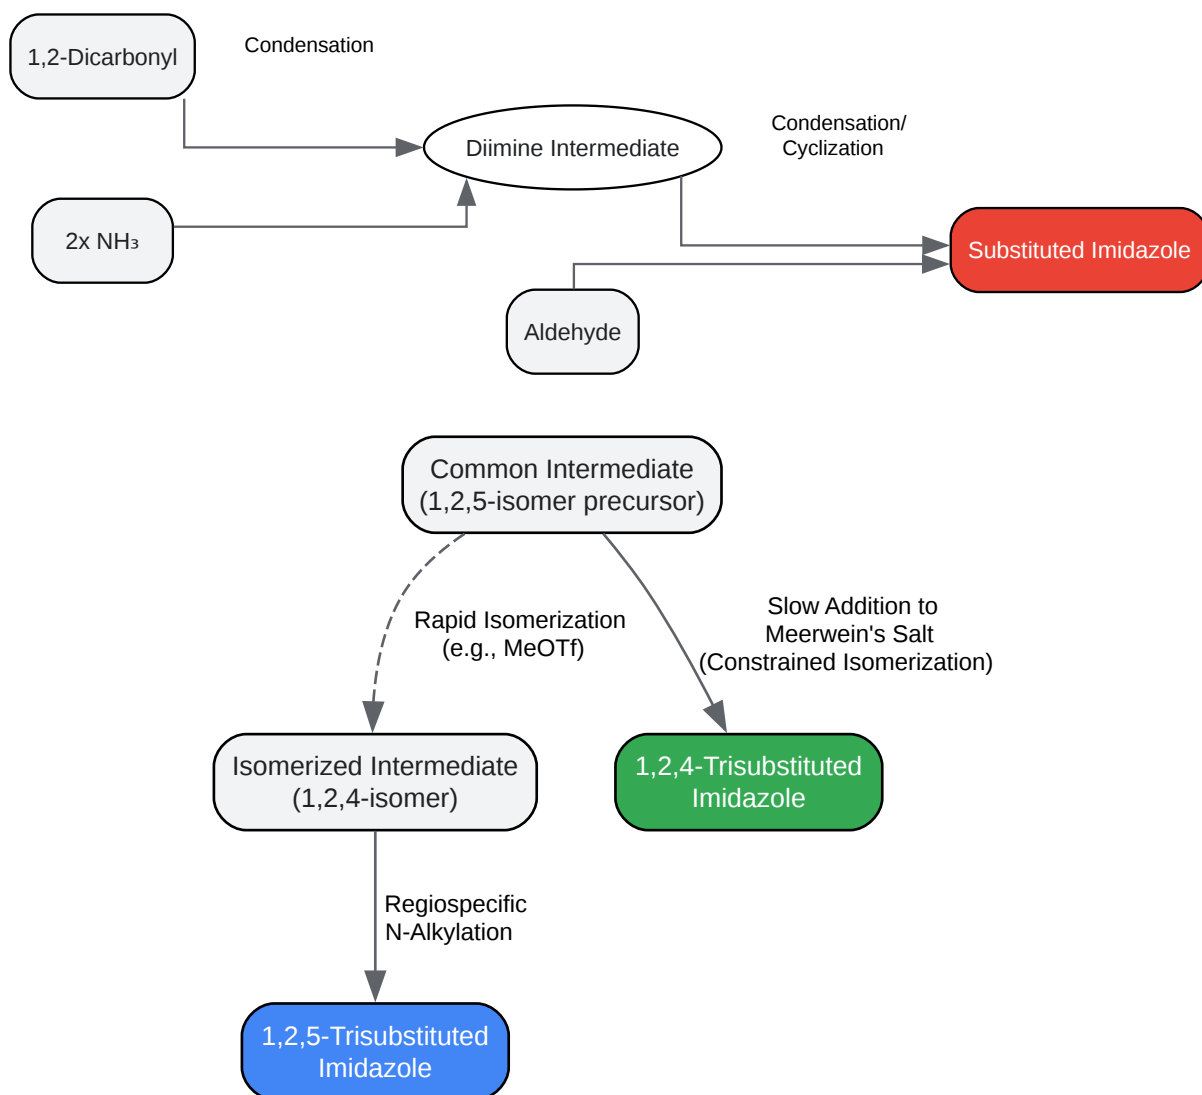 1,2-Dicarbonyl
Condensation
Diimine Intermediate
Condensation/
Cyclization
2x NH₃
Substituted Imidazole
Aldehyde
Common Intermediate
(1,2,5-isomer precursor)
Rapid Isomerization
(e.g., MeOTf)
Slow Addition to
Meerwein's Salt
(Constrained Isomerization)
Isomerized Intermediate
(1,2,4-isomer)
1,2,4-Trisubstituted
Imidazole
Regiospecific
N-Alkylation
1,2,5-Trisubstituted
Imidazole